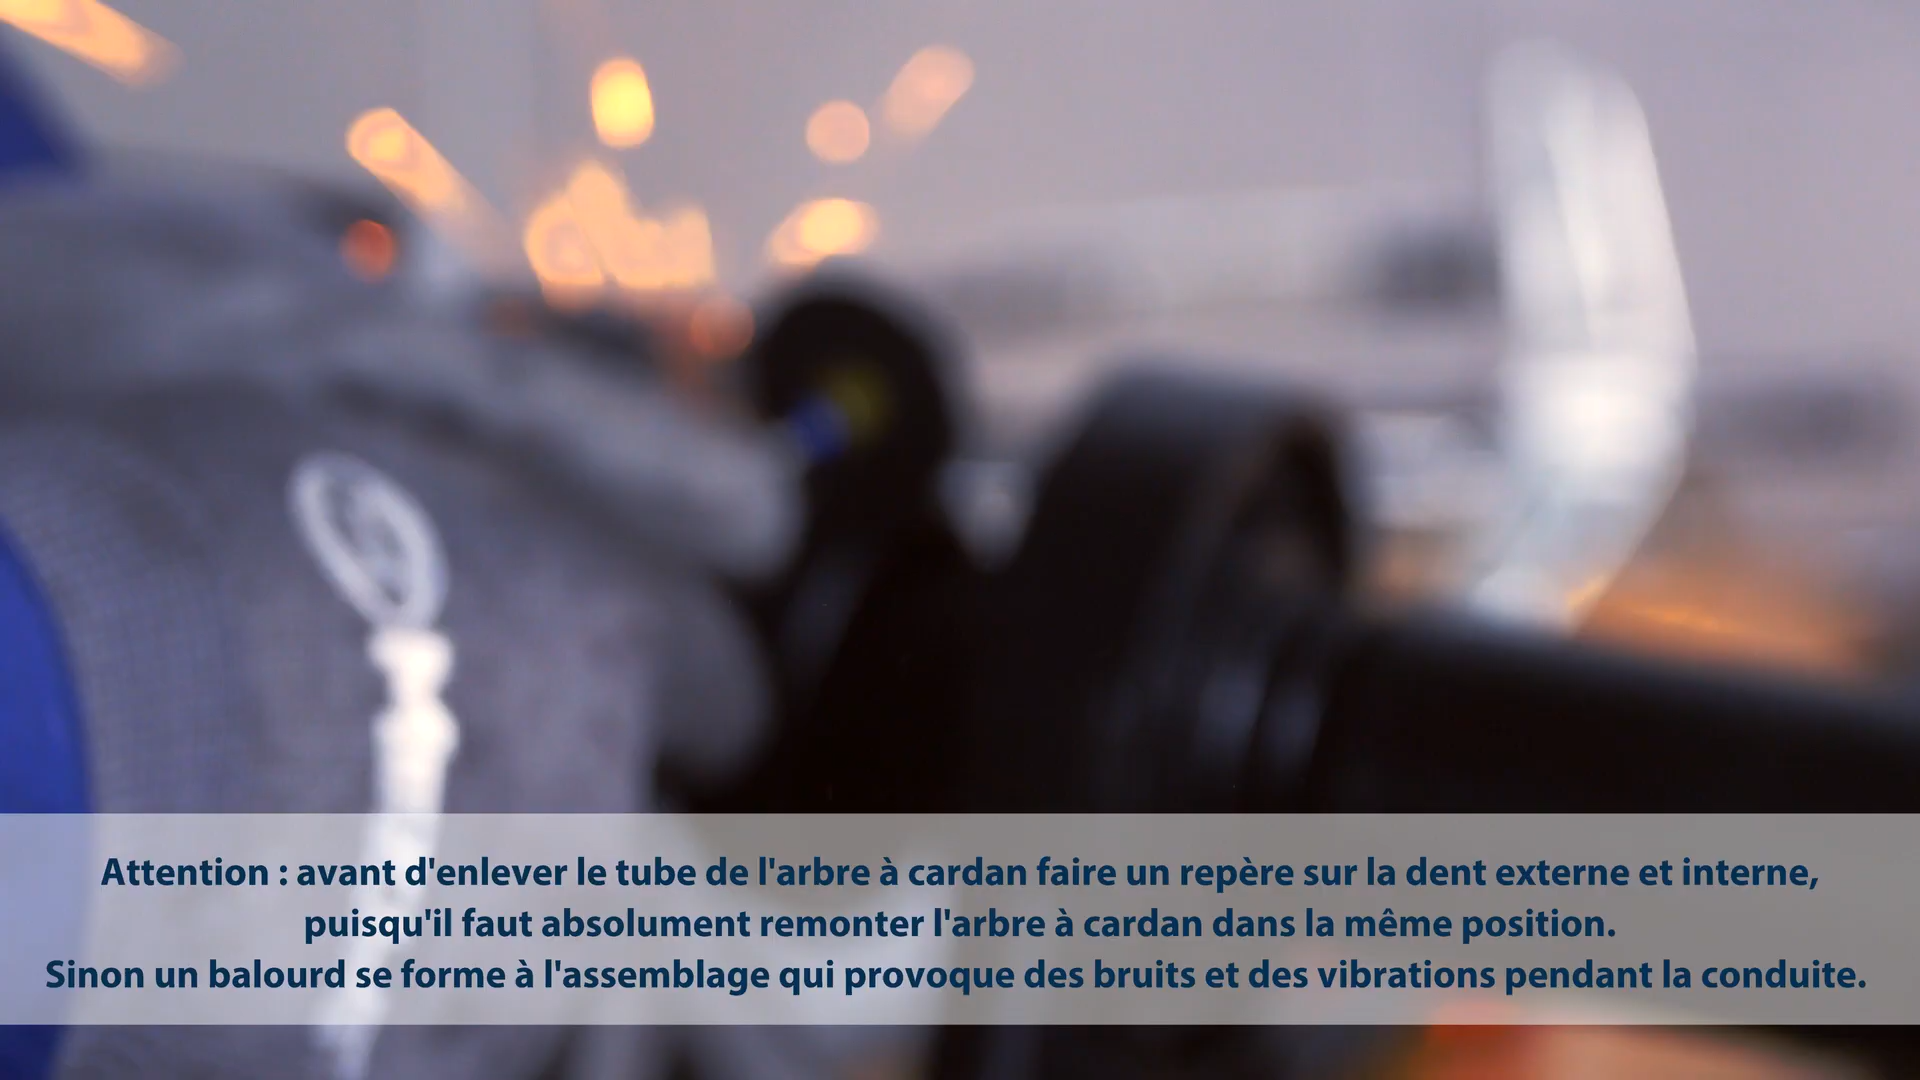 Attention : avant d'enlever le tube de l'arbre à cardan faire un repère sur la dent externe et interne,
puisqu'il faut absolument remonter l'arbre à cardan dans la même position.
Sinon un balourd se forme à l'assemblage qui provoque des bruits et des vibrations pendant la conduite.